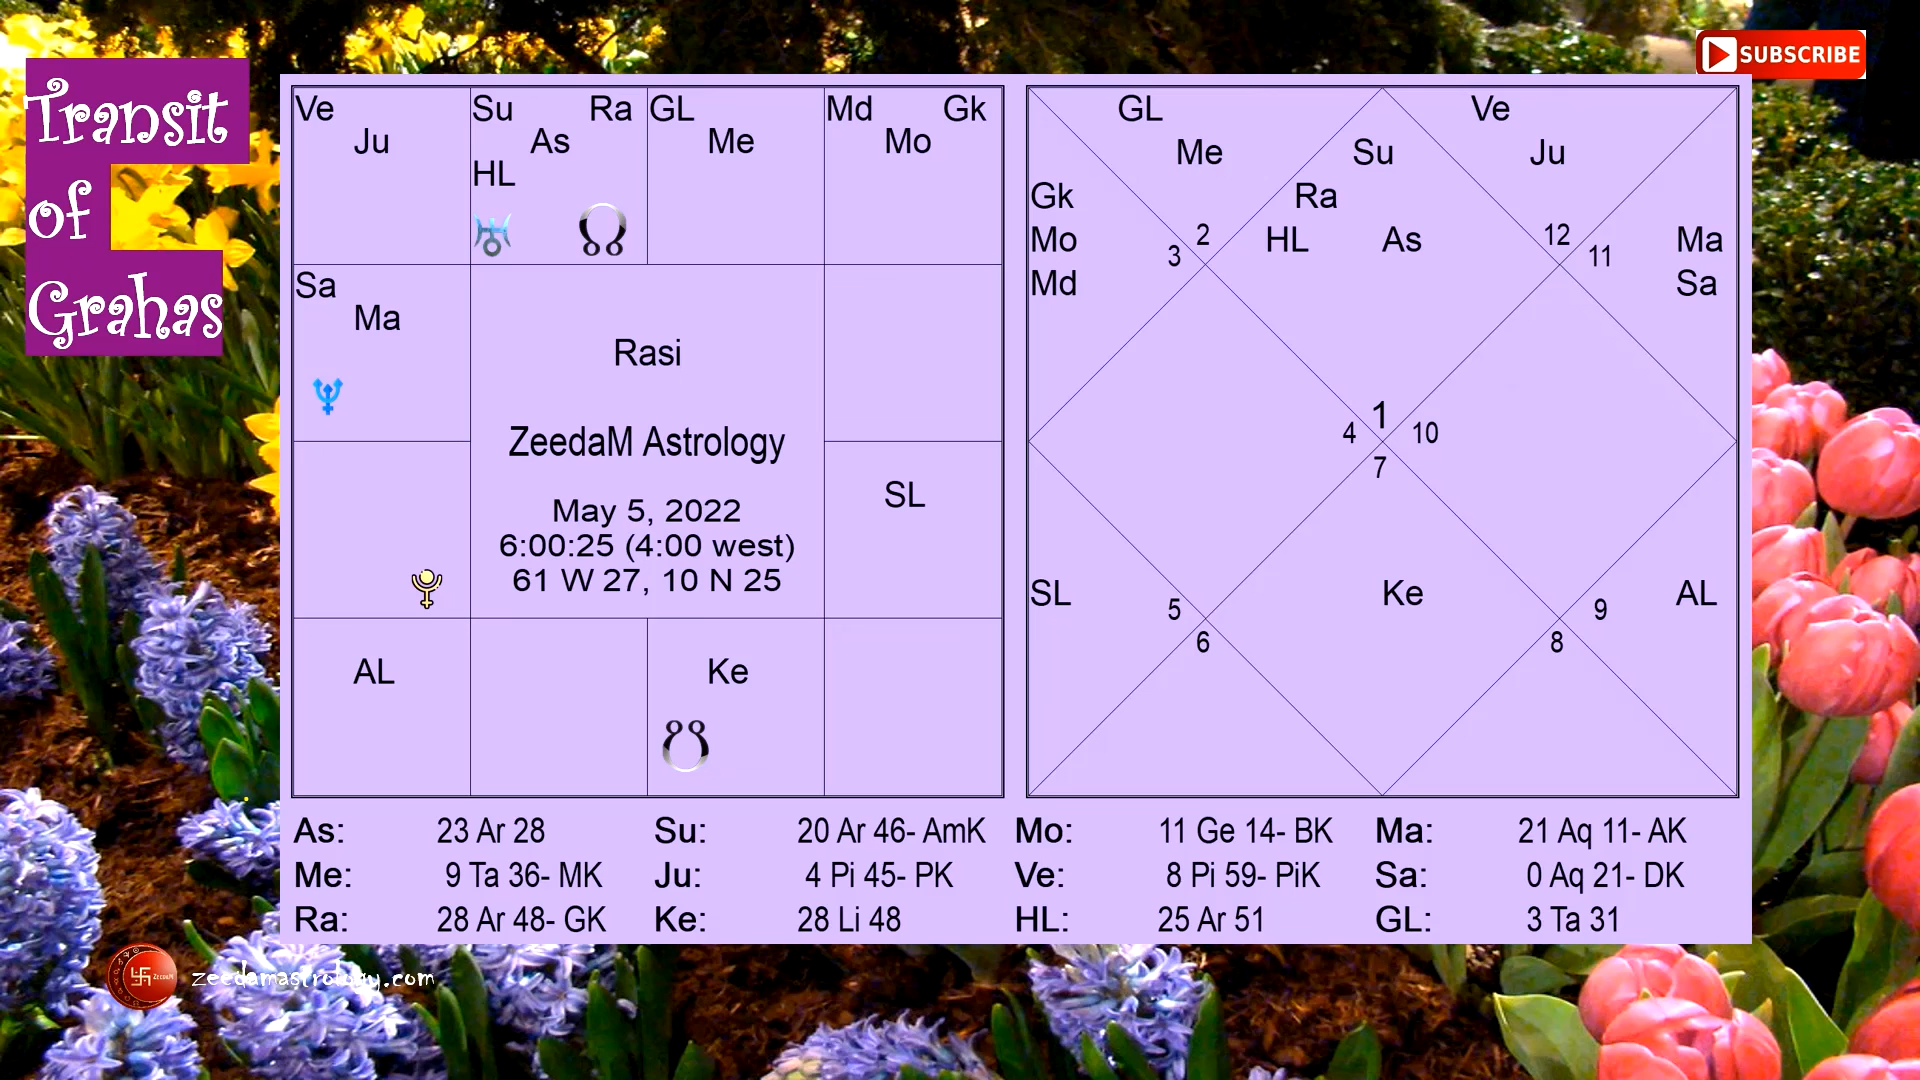 Transit
of
Grahas
SUBSCRIBE
Ve
Ju
Su Ra
As
HL
GL
Me
Md Gk
Mo
Sa
Ma
Rasi
ZeedaM Astrology
May 5, 2022
6:00:25 (4:00 west)
61 W 27, 10 N 25
SL
AL
Ke
GL
Me
Ve
Ju
Su
Ra
HL As
Gk
Mo
Md
Ma
Sa
2
3
12
11
1
4 10
7
SL
Ke
AL
5
6
9
8
As: 23 Ar 28 Su: 20 Ar 46- AmK Mo: 11 Ge 14- BK Ma: 21 Aq 11- AK
Me: 9 Ta 36- MK Ju: 4 Pi 45- PK Ve: 8 Pi 59- PiK Sa: 0 Aq 21- DK
Ra: 28 Ar 48- GK Ke: 28 Li 48 HL: 25 Ar 51 GL: 3 Ta 31
ZeedaM
zeedamastrology.com